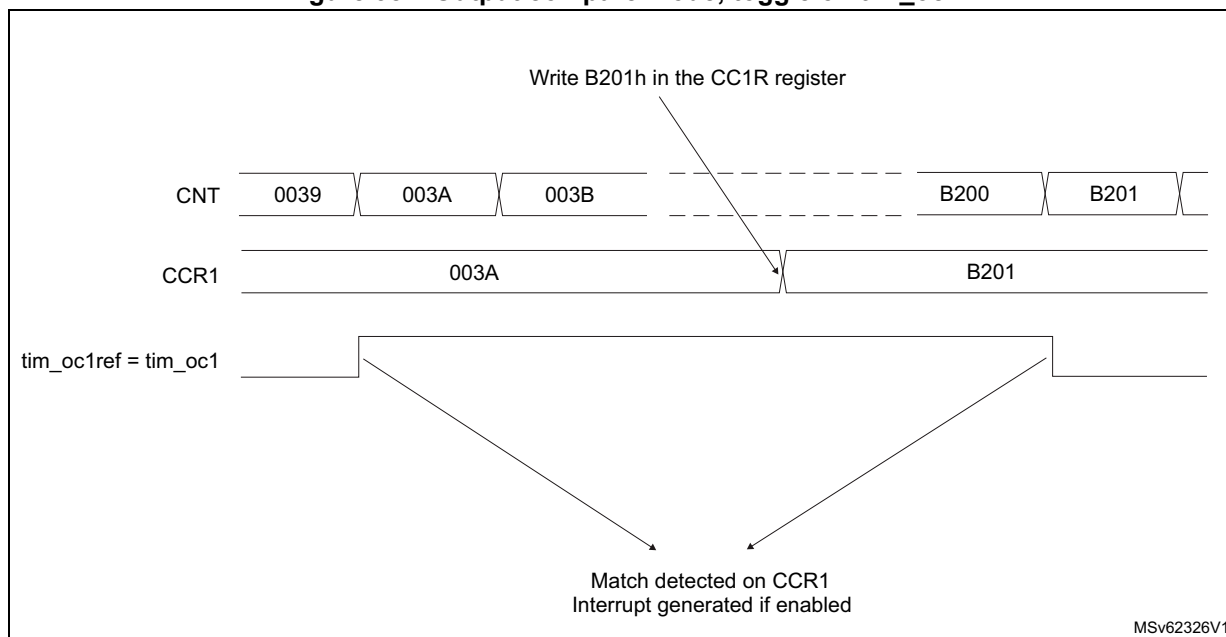 Write B201h in the CC1R register
CNT 0039 003A 003B B200 B201
CCR1 003A B201
tim_oc1ref = tim_oc1
Match detected on CCR1
Interrupt generated if enabled
MSv62326V1